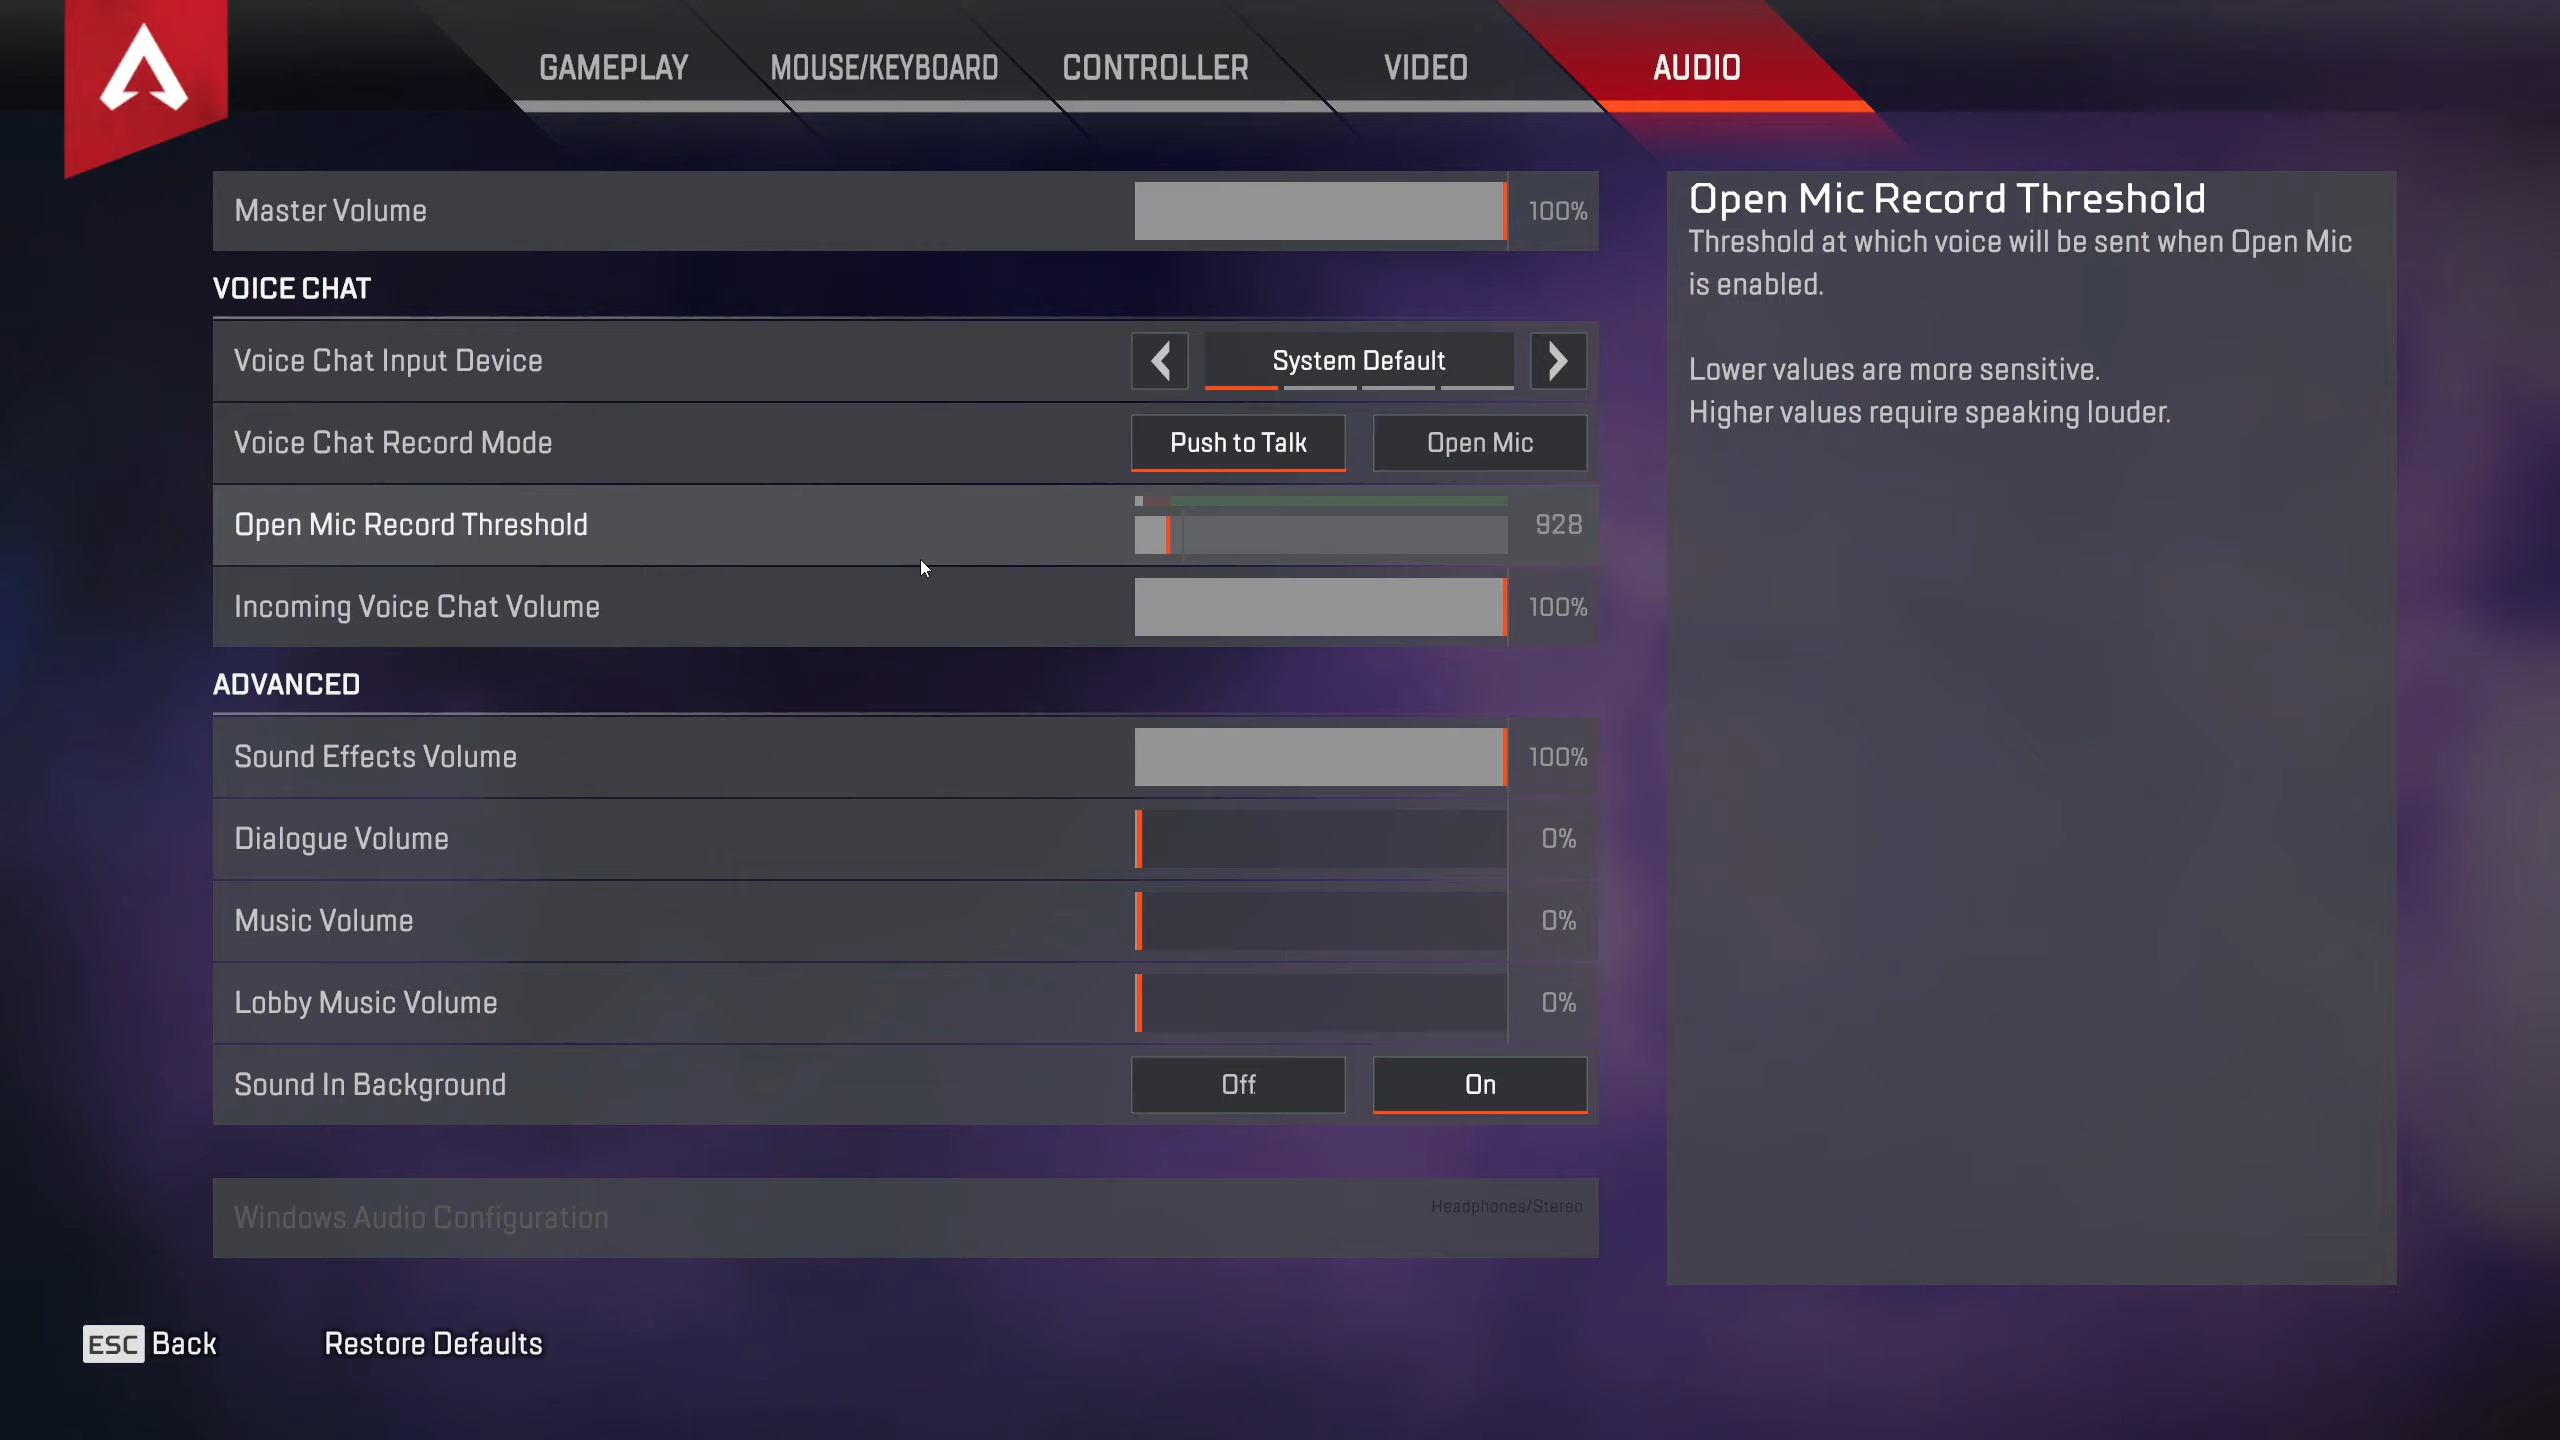 GAMEPLAY MOUSE/KEYBOARD CONTROLLER VIDEO AUDIO
Master Volume 100%
VOICE CHAT
Voice Chat Input Device System Default
Voice Chat Record Mode Push to Talk Open Mic
Open Mic Record Threshold 928
Incoming Voice Chat Volume 100%
ADVANCED
Sound Effects Volume 100%
Dialogue Volume 0%
Music Volume 0%
Lobby Music Volume 0%
Sound In Background Off On
Windows Audio Configuration Headphones/Stereo
Open Mic Record Threshold
Threshold at which voice will be sent when Open Mic
is enabled.
Lower values are more sensitive.
Higher values require speaking louder.
ESC Back Restore Defaults